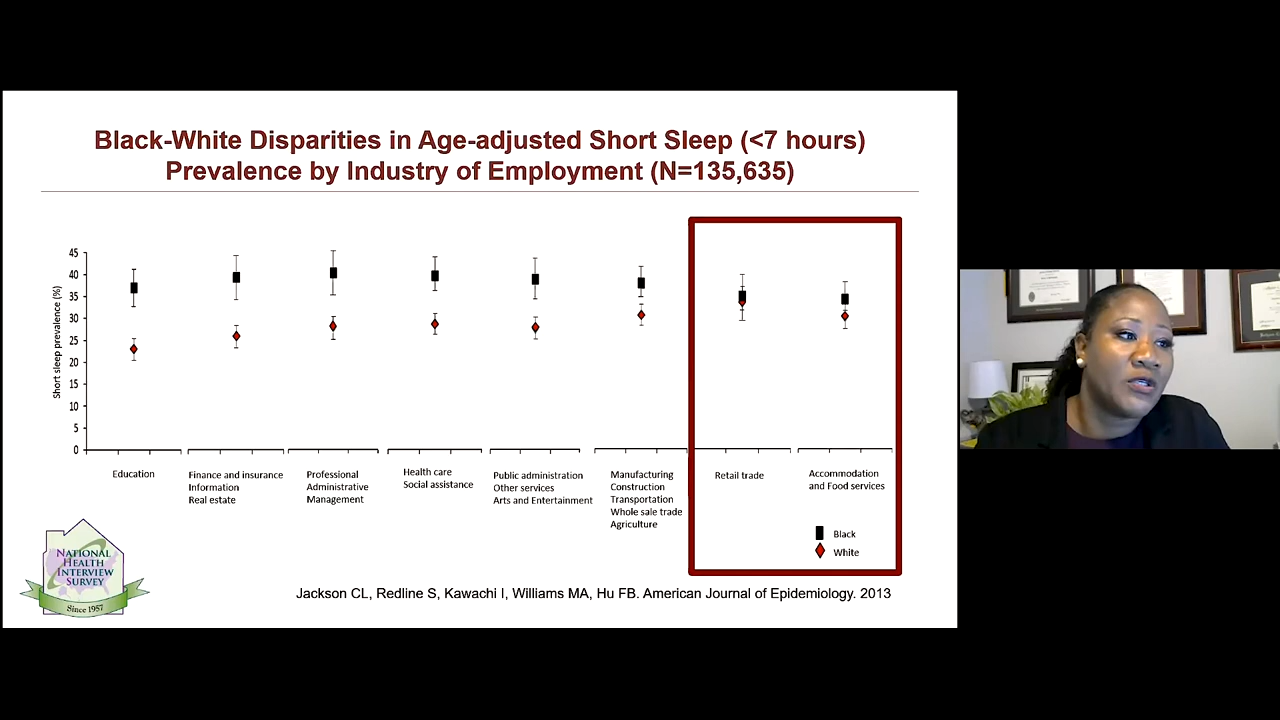 Black-White Disparities in Age-adjusted Short Sleep (<7 hours)
Prevalence by Industry of Employment (N=135,635)
Short sleep prevalence (%)
45
40
35
30
25
20
15
10
5
0
Education
Finance and insurance
Information
Real estate
Professional
Administrative
Management
Health care
Social assistance
Public administration
Other services
Arts and Entertainment
Manufacturing
Construction
Transportation
Whole sale trade
Agriculture
Retail trade
Accommodation
and Food services
Black
White
NATIONAL
HEALTH
INTERVIEW
SURVEY
Since 1957
Jackson CL, Redline S, Kawachi I, Williams MA, Hu FB. American Journal of Epidemiology. 2013